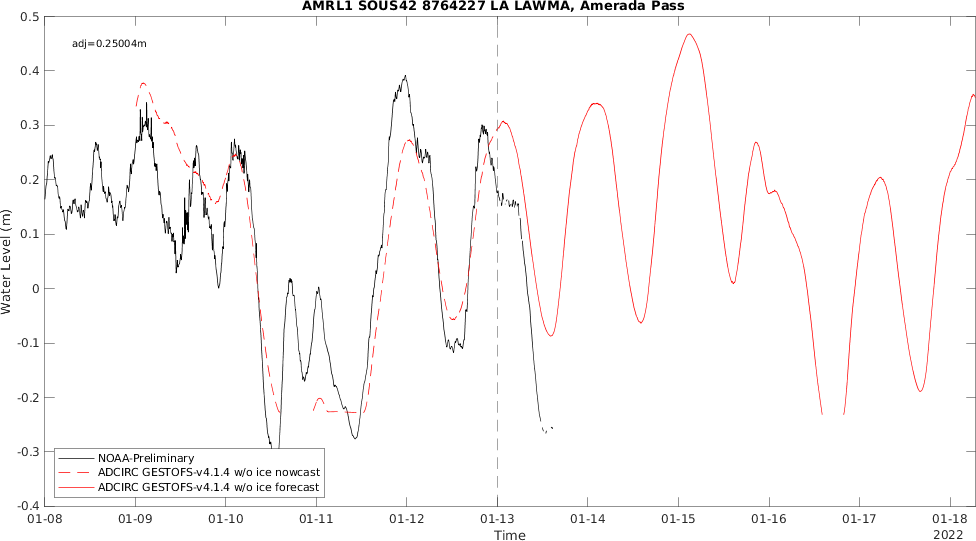 AMRL1 SOUS42 8764227 LA LAWMA, Amerada Pass
adj=0.25004m
0.5
0.4
0.3
0.2
0.1
0
-0.1
-0.2
-0.3
-0.4
Water Level (m)
NOAA-Preliminary
ADCIRC GESTOFS-v4.1.4 w/o ice nowcast
ADCIRC GESTOFS-v4.1.4 w/o ice forecast
01-08 01-09 01-10 01-11 01-12 01-13 01-14 01-15 01-16 01-17 01-18
Time 2022